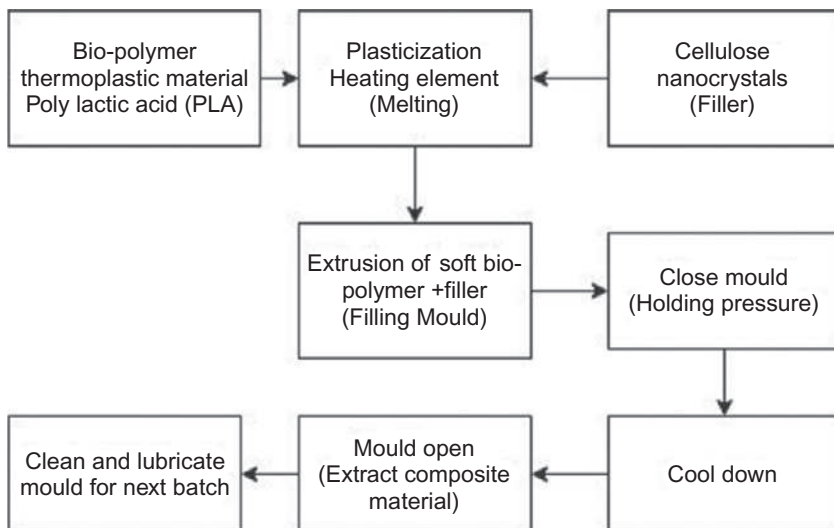 Bio-polymer
thermoplastic material
Poly lactic acid (PLA)
Plasticization
Heating element
(Melting)
Cellulose
nanocrystals
(Filler)
Extrusion of soft bio-
polymer +filler
(Filling Mould)
Close mould
(Holding pressure)
Clean and lubricate
mould for next batch
Mould open
(Extract composite
material)
Cool down